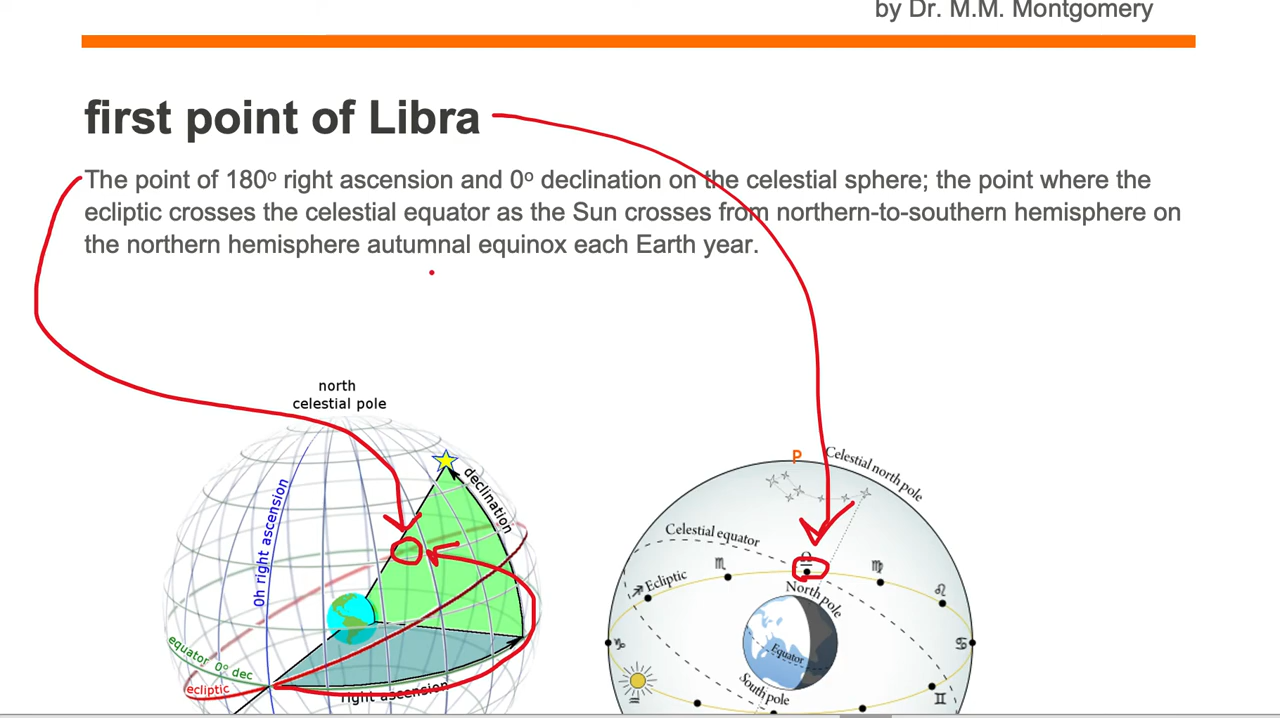 by Dr. M.M. Montgomery
first point of Libra
The point of 180º right ascension and 0º declination on the celestial sphere; the point where the
ecliptic crosses the celestial equator as the Sun crosses from northern-to-southern hemisphere on
the northern hemisphere autumnal equinox each Earth year.
north
celestial pole
declination
0h right ascension
equator 0° dec
ecliptic
right ascension
P
Celestial north pole
Celestial equator
♏
♎
♍
♐
Ecliptic
♌
North pole
♑
Equator
♋
South pole
♊